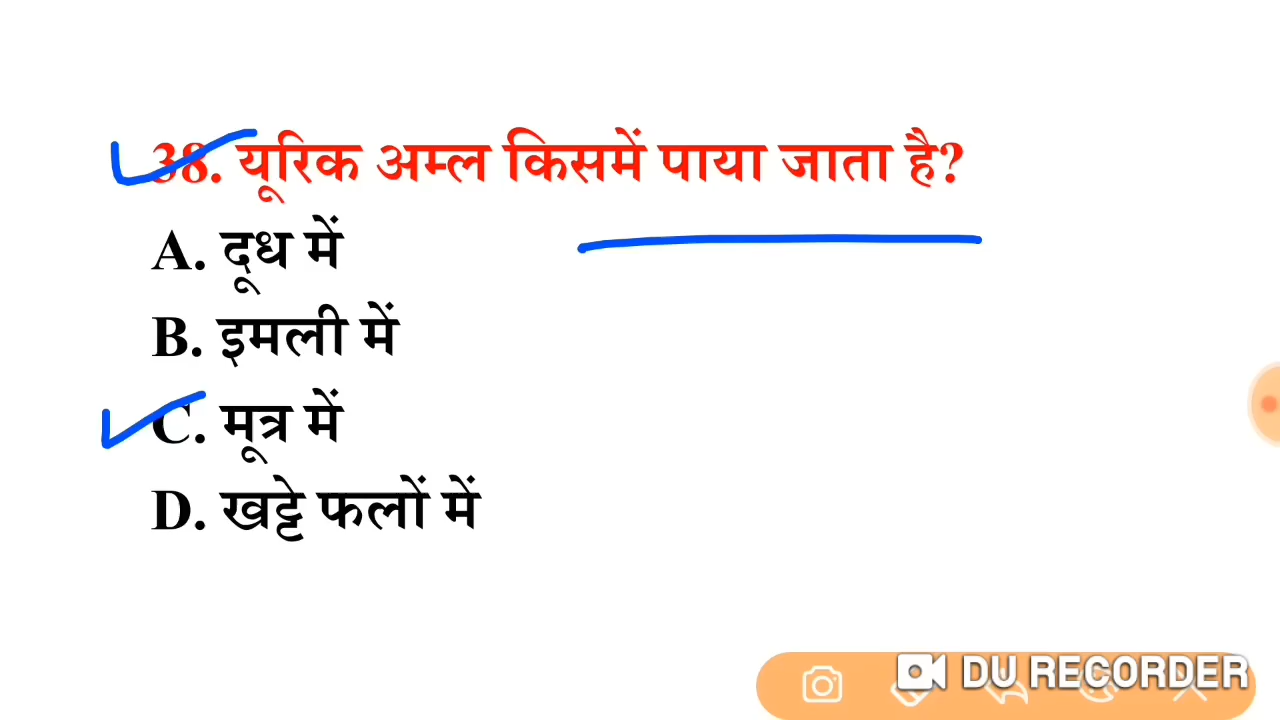 38. यूरिक अम्ल किसमें पाया जाता है?
A. दूध में
B. इमली में
C. मूत्र में
D. खट्टे फलों में
DU RECORDER